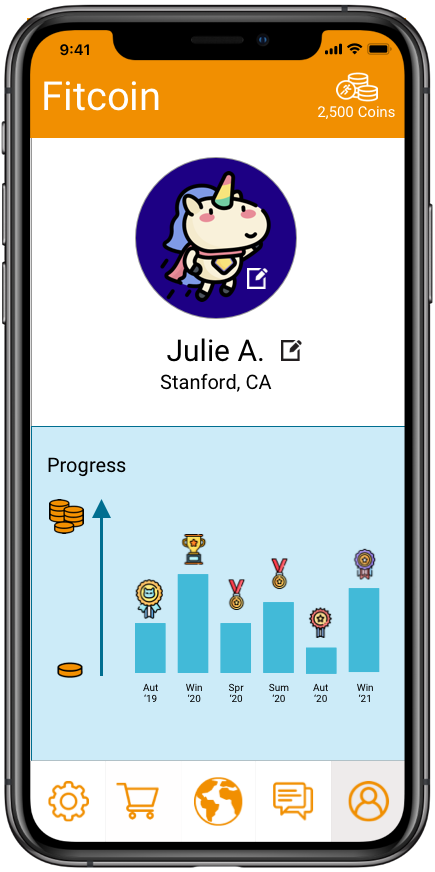 9:41
Fitcoin
2,500 Coins
Julie A.
Stanford, CA
Progress
Aut Win Spr Sum Aut Win
'19 '20 '20 '20 '20 '21